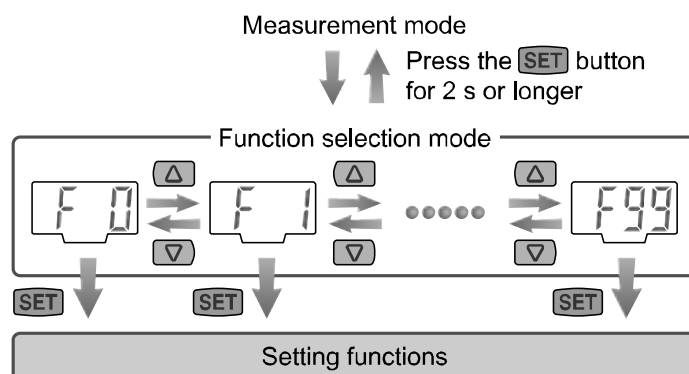 Measurement mode
Press the SET button
for 2 s or longer
Function selection mode
F 0 F 1 F99
SET SET SET
Setting functions